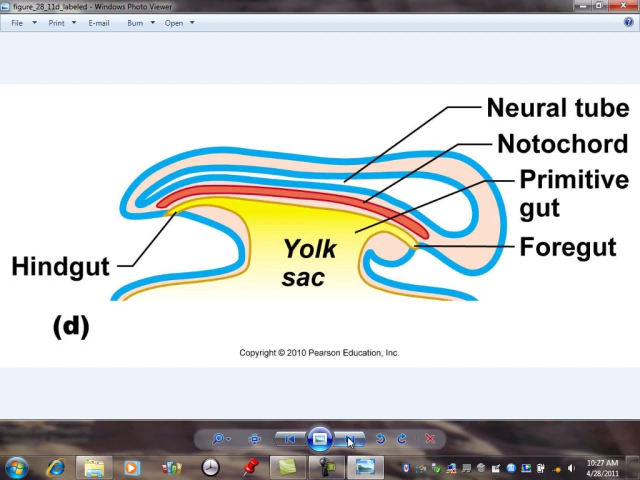 figure_28_11d_labeled - Windows Photo Viewer
File Print E-mail Burn Open
Neural tube
Notochord
Primitive
gut
Foregut
Hindgut
Yolk
sac
(d)
Copyright © 2010 Pearson Education, Inc.
10:27 AM
4/28/2011